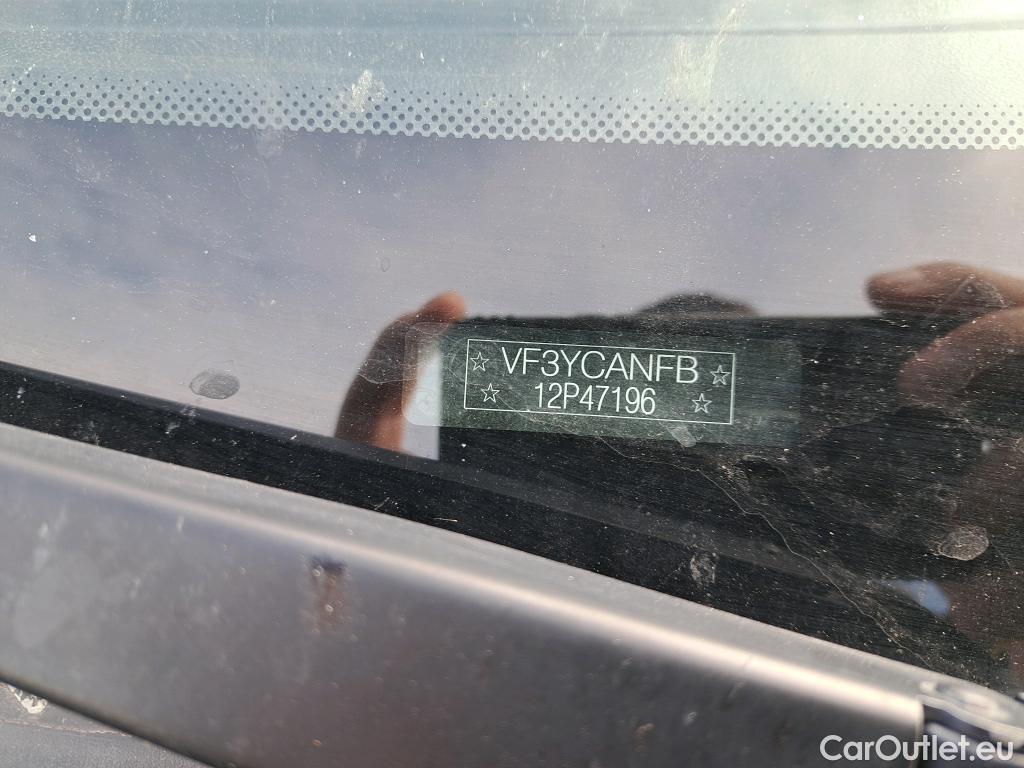 ☆ VF3YCANFB ☆
☆ 12P47196 ☆
CarOutlet.eu